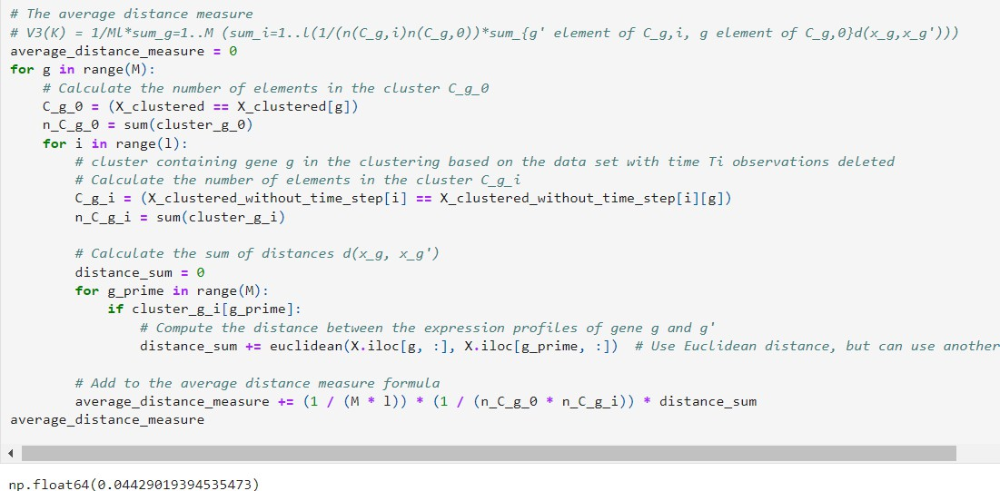 # The average distance measure
# V3(K) = 1/Ml*sum_g=1..M (sum_i=1..l(1/(n(C_g,i)n(C_g,0))*sum_{g' element of C_g,i, g element of C_g,0}d(x_g,x_g')))
average_distance_measure = 0
for g in range(M):
    # Calculate the number of elements in the cluster C_g_0
    C_g_0 = (X_clustered == X_clustered[g])
    n_C_g_0 = sum(cluster_g_0)
    for i in range(l):
        # cluster containing gene g in the clustering based on the data set with time Ti observations deleted
        # Calculate the number of elements in the cluster C_g_i
        C_g_i = (X_clustered_without_time_step[i] == X_clustered_without_time_step[i][g])
        n_C_g_i = sum(cluster_g_i)
        # Calculate the sum of distances d(x_g, x_g')
        distance_sum = 0
        for g_prime in range(M):
            if cluster_g_i[g_prime]:
                # Compute the distance between the expression profiles of gene g and g'
                distance_sum += euclidean(X.iloc[g, :], X.iloc[g_prime, :])  # Use Euclidean distance, but can use another
        # Add to the average distance measure formula
        average_distance_measure += (1 / (M * l)) * (1 / (n_C_g_0 * n_C_g_i)) * distance_sum
average_distance_measure
np.float64(0.04429019394535473)